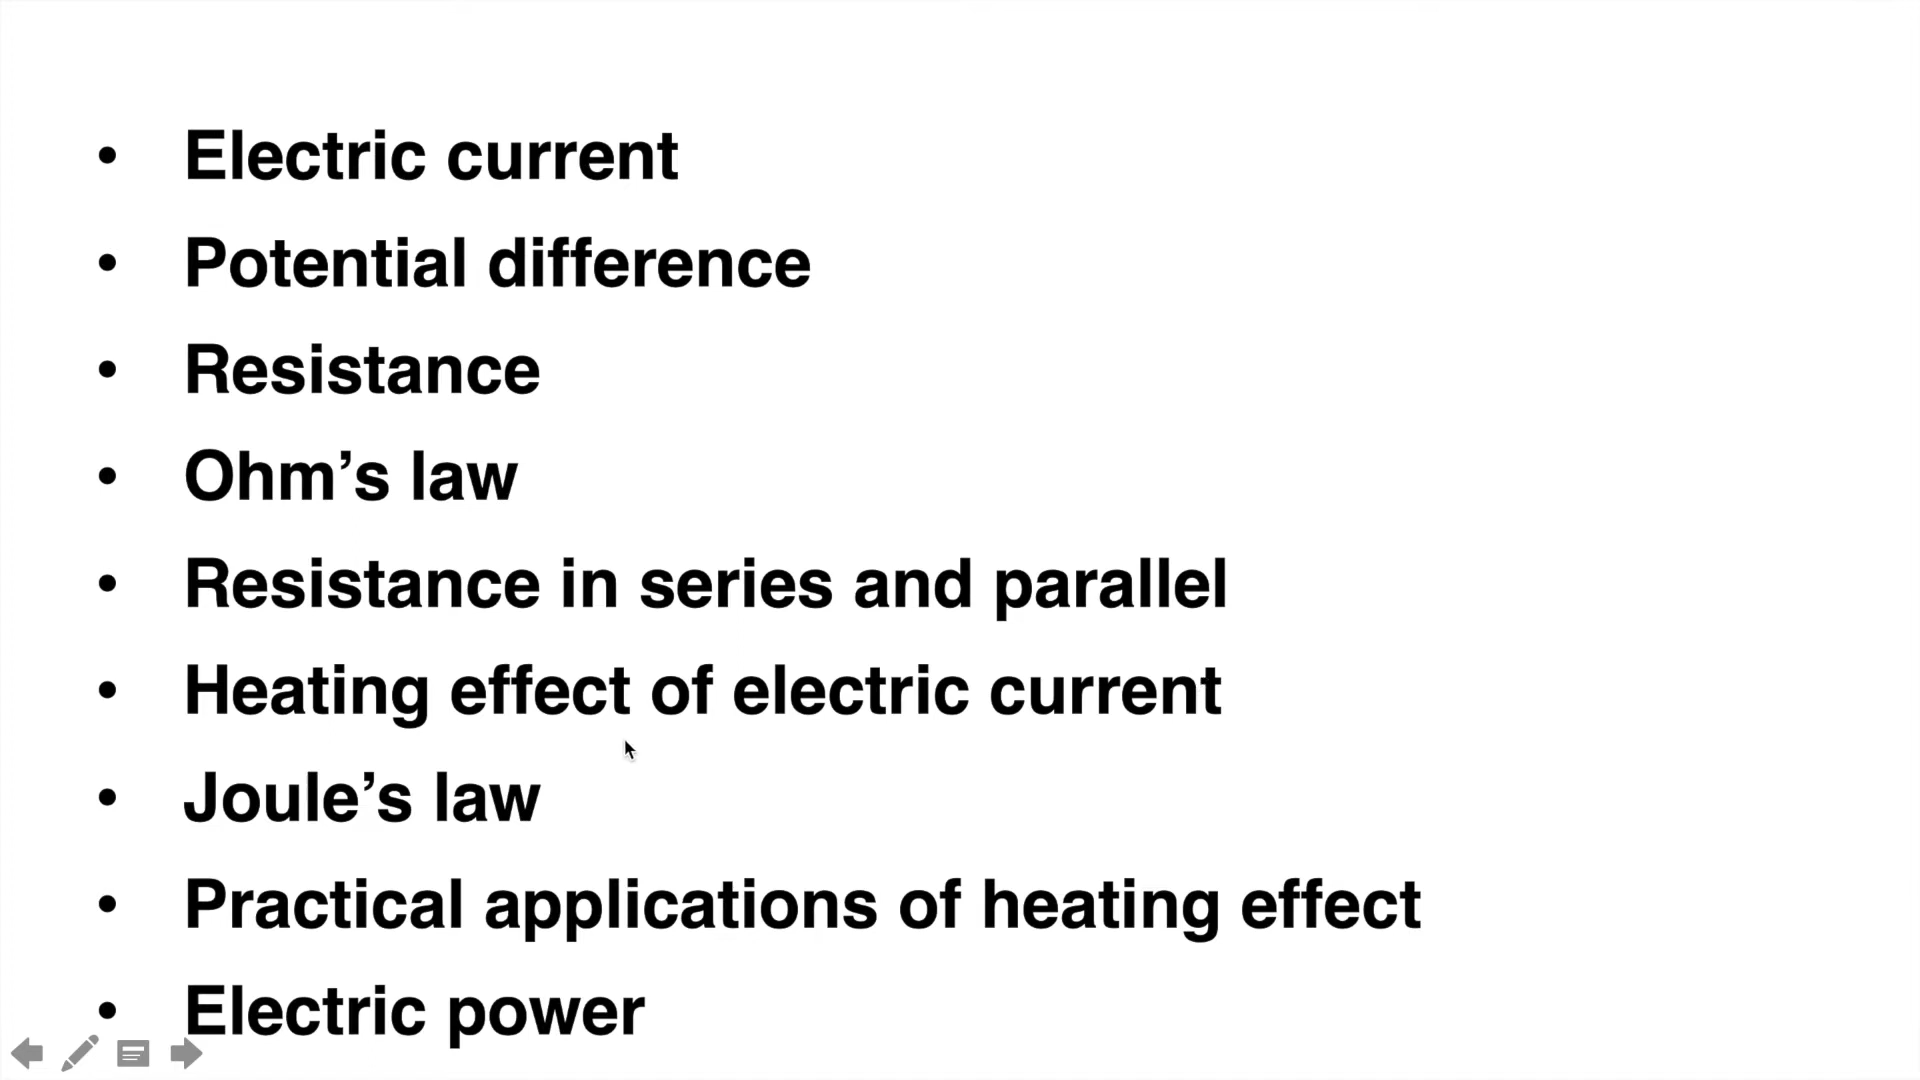 • Electric current
• Potential difference
• Resistance
• Ohm’s law
• Resistance in series and parallel
• Heating effect of electric current
• Joule’s law
• Practical applications of heating effect
• Electric power